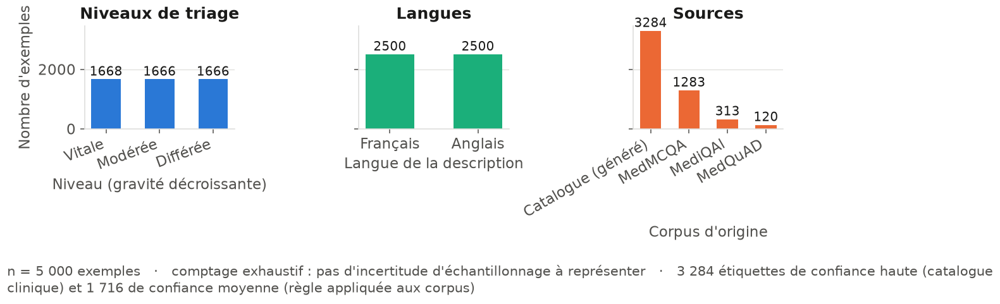 Niveaux de triage
Nombre d'exemples
2000
0
1668
1666
1666
Vitale
Modérée
Différée
Niveau (gravité décroissante)
Langues
2500
2500
Français
Anglais
Langue de la description
Sources
3284
1283
313
120
Catalogue (généré)
MedMCQA
MediQAl
MedQuAD
Corpus d'origine
n = 5 000 exemples · comptage exhaustif : pas d'incertitude d'échantillonnage à représenter · 3 284 étiquettes de confiance haute (catalogue
clinique) et 1 716 de confiance moyenne (règle appliquée aux corpus)